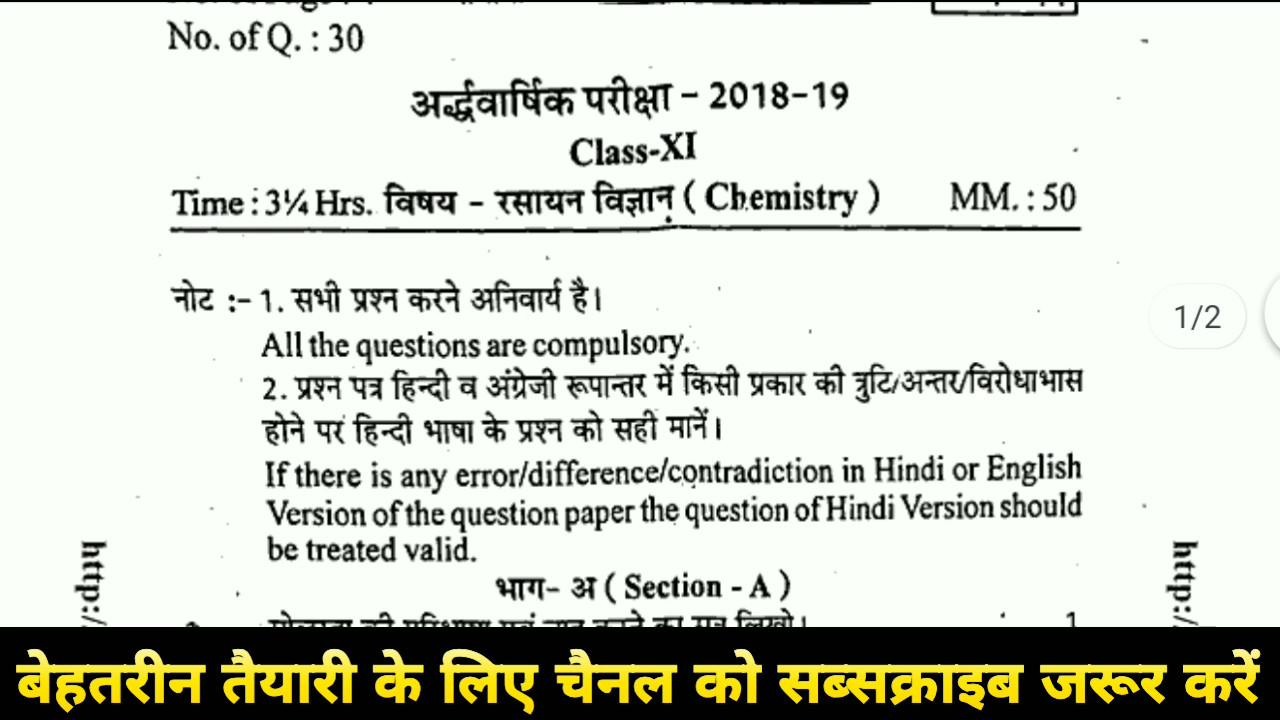 No. of Q. : 30
अर्द्धवार्षिक परीक्षा - 2018-19
Class-XI
Time : 3¼ Hrs. विषय - रसायन विज्ञान ( Chemistry ) MM. : 50
नोट :- 1. सभी प्रश्न करने अनिवार्य है।
All the questions are compulsory.
2. प्रश्न पत्र हिन्दी व अंग्रेजी रूपान्तर में किसी प्रकार की त्रुटि/अन्तर/विरोधाभास
होने पर हिन्दी भाषा के प्रश्न को सही मानें।
If there is any error/difference/contradiction in Hindi or English
Version of the question paper the question of Hindi Version should
be treated valid.
1/2
http:/
http:/
भाग- अ ( Section - A )
बेहतरीन तैयारी के लिए चैनल को सब्सक्राइब जरूर करें